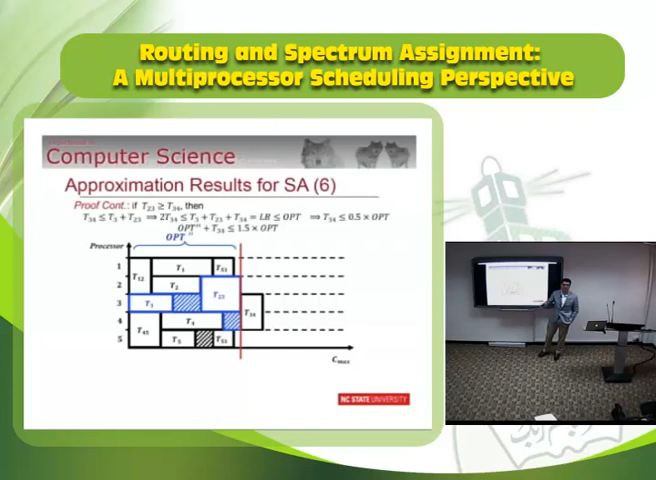 Routing and Spectrum Assignment:
A Multiprocessor Scheduling Perspective
Computer Science
Approximation Results for SA (6)
Proof Cont.: if T₂₃ ≥ T₃₄, then
T₃₄ ≤ T₃ + T₂₃ ⟹ 2T₃₄ ≤ T₃ + T₂₃ + T₃₄ = LB ≤ OPT ⟹ T₃₄ ≤ 0.5 × OPT
+ T₃₄ ≤ 1.5 × OPT
OPT
Processor
1
T₁₂
T₁
T₅₁
2
T₂
T₂₃
3
T₃
T₃₄
4
T₄₅
T₄
5
T₅
C max
NC STATE UNIVERSITY